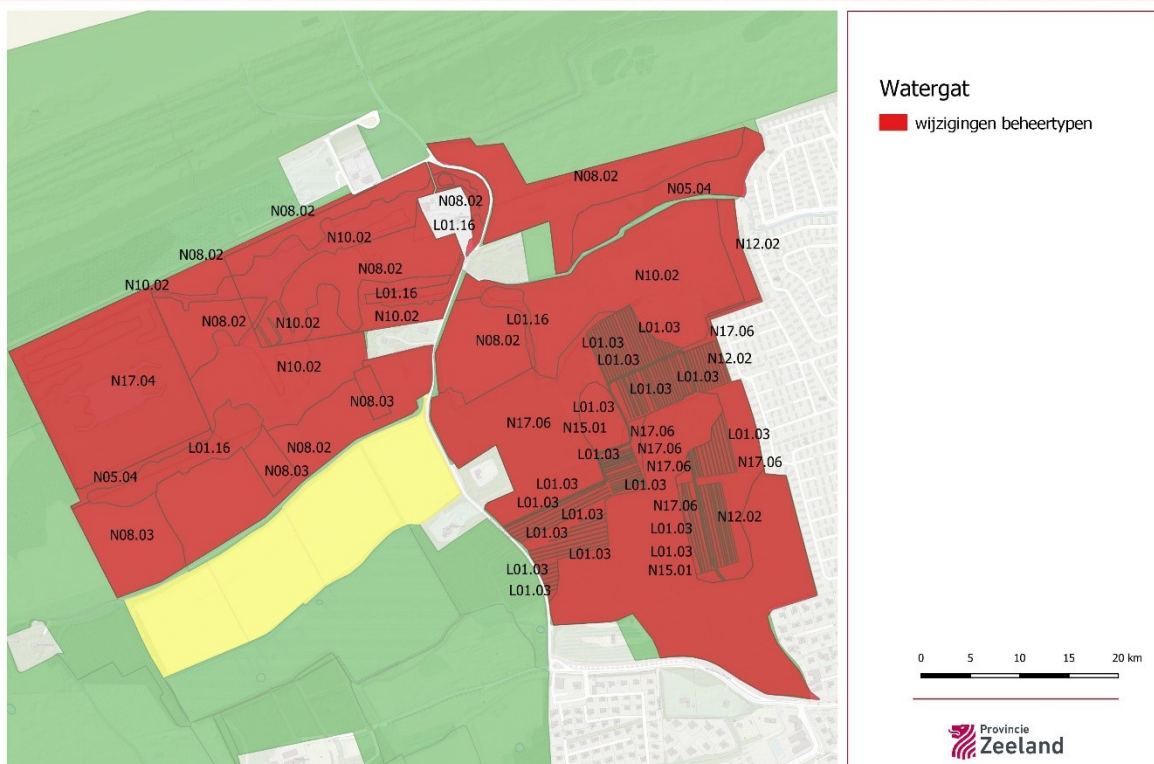 N08.02
N05.04
N08.02
N08.02
L01.16
N10.02
N12.02
N08.02
N08.02
N10.02
N10.02
L01.16
N10.02
N08.02
N10.02
L01.16
N08.02
L01.03
N17.06
L01.03
L01.03
N12.02
N10.02
N17.04
L01.03
L01.03
N08.03
L01.03
N15.01
N17.06
L01.03
N17.06
N17.06
L01.16
N08.02
L01.03
N17.06
N17.06
N05.04
N08.03
L01.03
L01.03
L01.03
N17.06
L01.03
N12.02
N08.03
L01.03
L01.03
L01.03
L01.03
L01.03
N15.01
L01.03
Watergat
wijzigingen beheertypen
0 5 10 15 20 km
Provincie
Zeeland